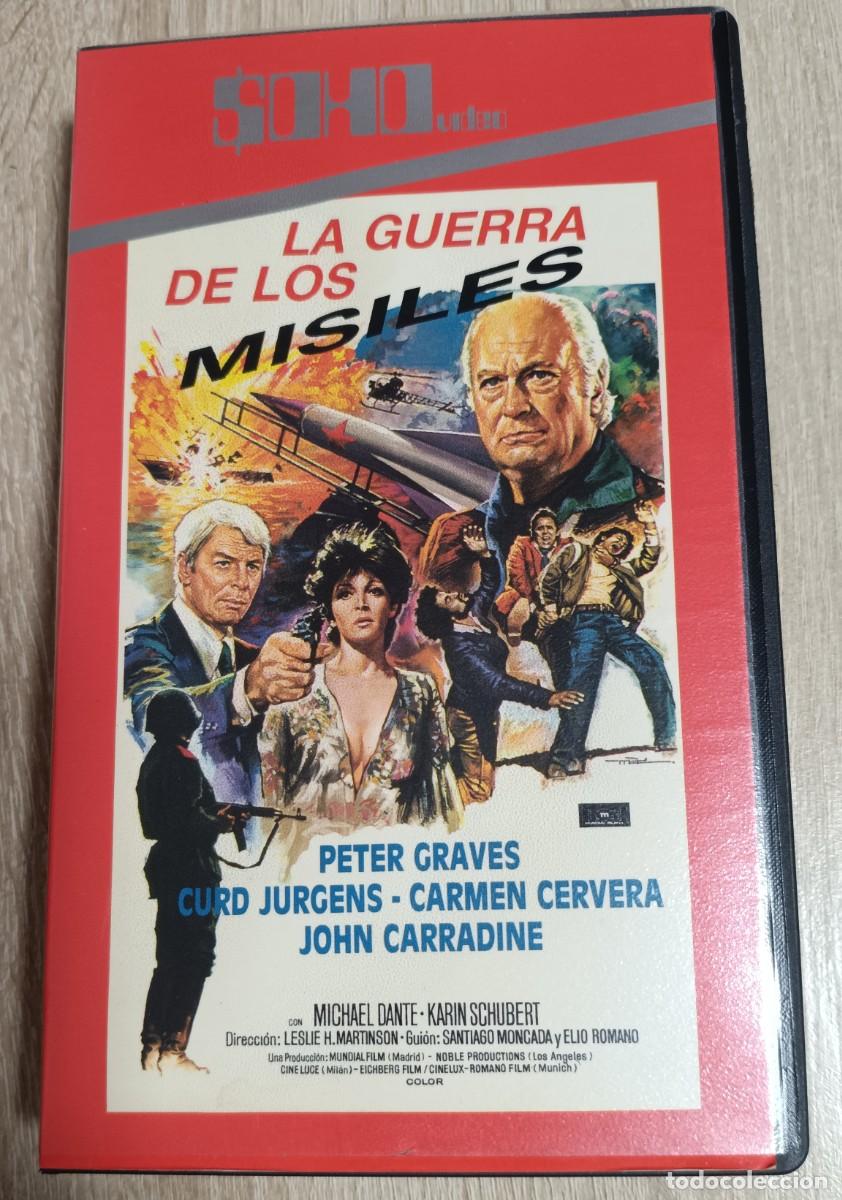 $OHO video
LA GUERRA
DE LOS
MISILES
m
PETER GRAVES
CURD JURGENS - CARMEN CERVERA
JOHN CARRADINE
CON MICHAEL DANTE • KARIN SCHUBERT
Dirección: LESLIE H. MARTINSON • Guión: SANTIAGO MONCADA y ELIO ROMANO
Una Producción: MUNDIAL FILM (Madrid) - NOBLE PRODUCTIONS (Los Angeles)
CINE LUCE (Milán) - EICHBERG FILM / CINELUX-ROMANO FILM (Munich)
COLOR
todocoleccion